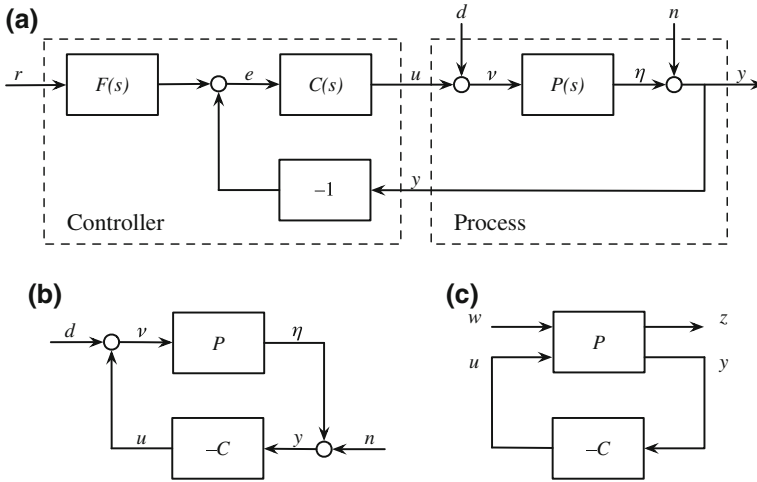 (a)
d
n
r
F(s)
e
C(s)
u
ν
P(s)
η
y
–1
y
Controller
Process
(b)
d
ν
P
η
u
–C
y
n
(c)
w
P
z
u
y
–C